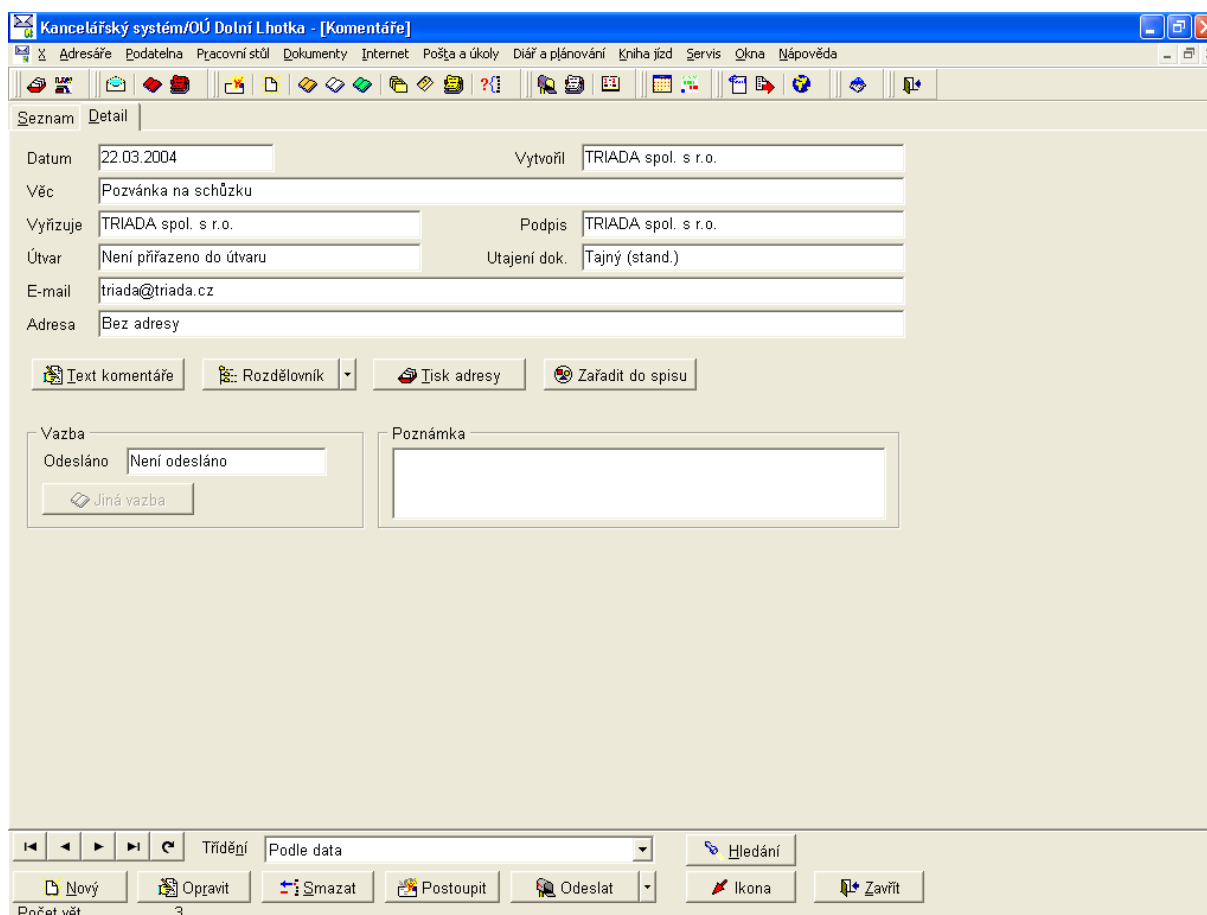 Kancelářský systém/OÚ Dolní Lhotka - [Komentáře]
X Adresáře Podatelna Pracovní stůl Dokumenty Internet Pošta a úkoly Diář a plánování Kniha jízd Servis Okna Nápověda
Seznam Detail
Datum 22.03.2004 Vytvořil TRIADA spol. s r.o.
Věc Pozvánka na schůzku
Vyřizuje TRIADA spol. s r.o. Podpis TRIADA spol. s r.o.
Útvar Není přiřazeno do útvaru Utajení dok. Tajný (stand.)
E-mail triada@triada.cz
Adresa Bez adresy
Text komentáře Rozdělovník Tisk adresy Zařadit do spisu
Vazba Poznámka
Odesláno Není odesláno
Jiná vazba
Třídění Podle data Hledání
Nový Opravit Smazat Postoupit Odeslat Ikona Zavřít
Počet vět 3